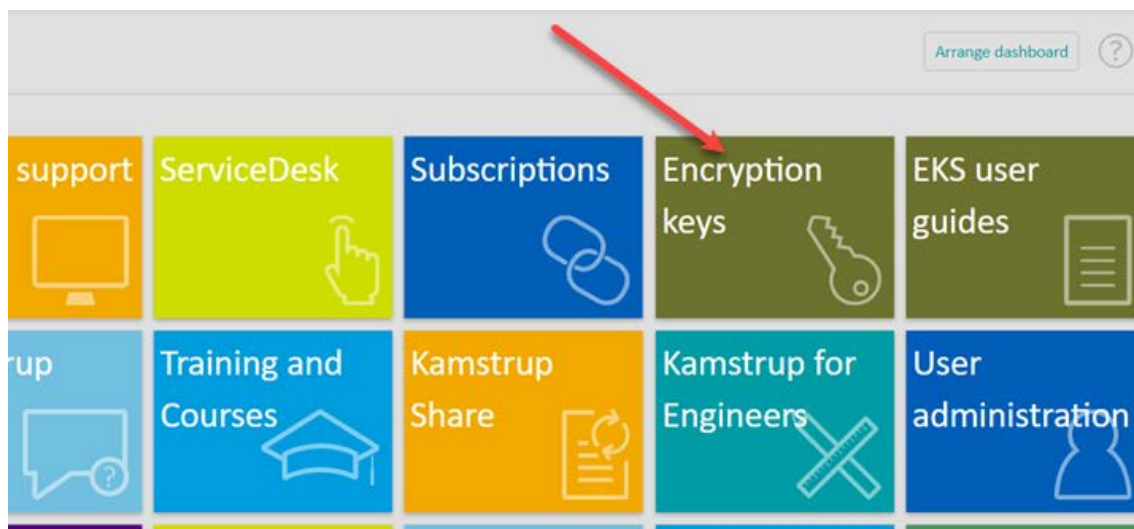 Arrange dashboard
?
support
ServiceDesk
Subscriptions
Encryption
keys
EKS user
guides
rup
Training and
Courses
Kamstrup
Share
Kamstrup for
Engineers
User
administration
?